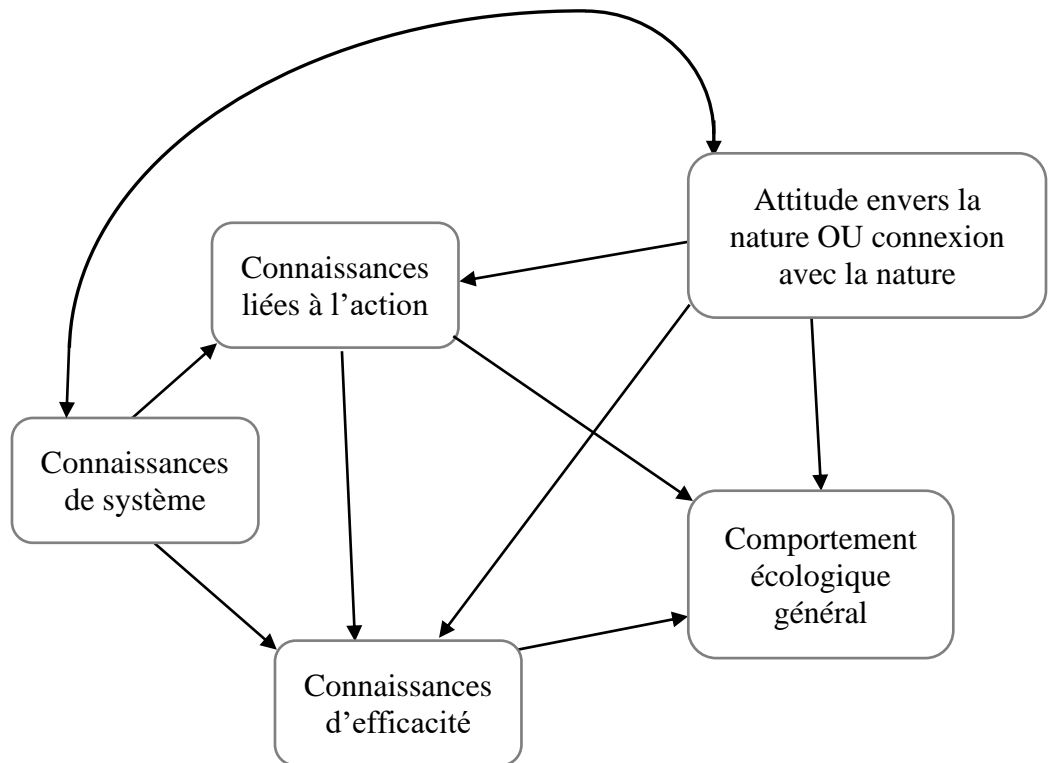 Attitude envers la
nature OU connexion
avec la nature
Connaissances
liées à l’action
Connaissances
de système
Comportement
écologique
général
Connaissances
d’efficacité